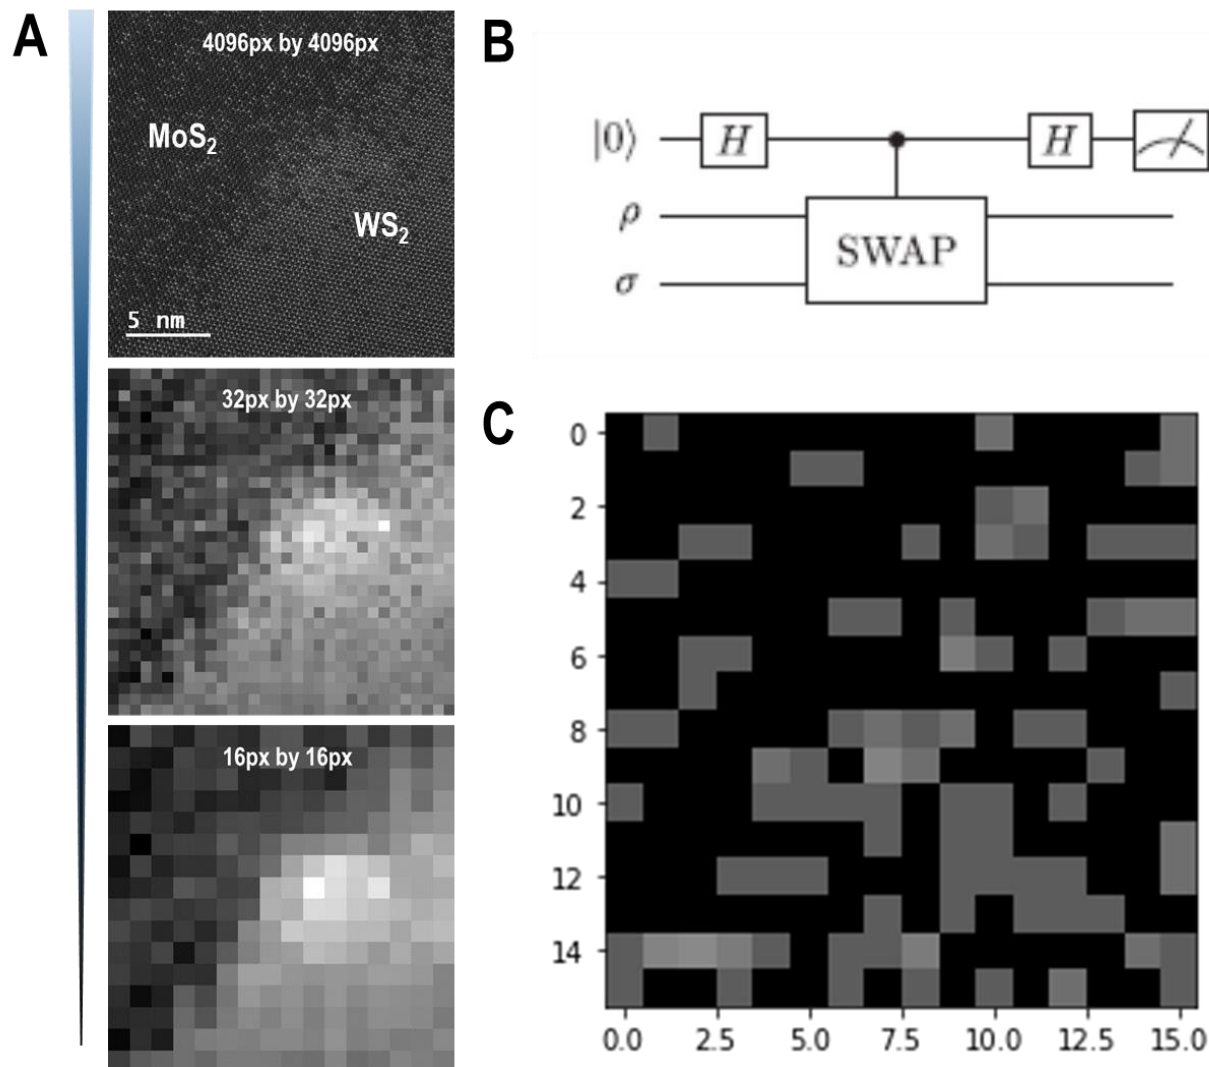 A
4096px by 4096px
MoS₂
WS₂
5 nm
32px by 32px
16px by 16px
B
|0⟩ H H
ρ
SWAP
σ
C
0
2
4
6
8
10
12
14
0.0 2.5 5.0 7.5 10.0 12.5 15.0